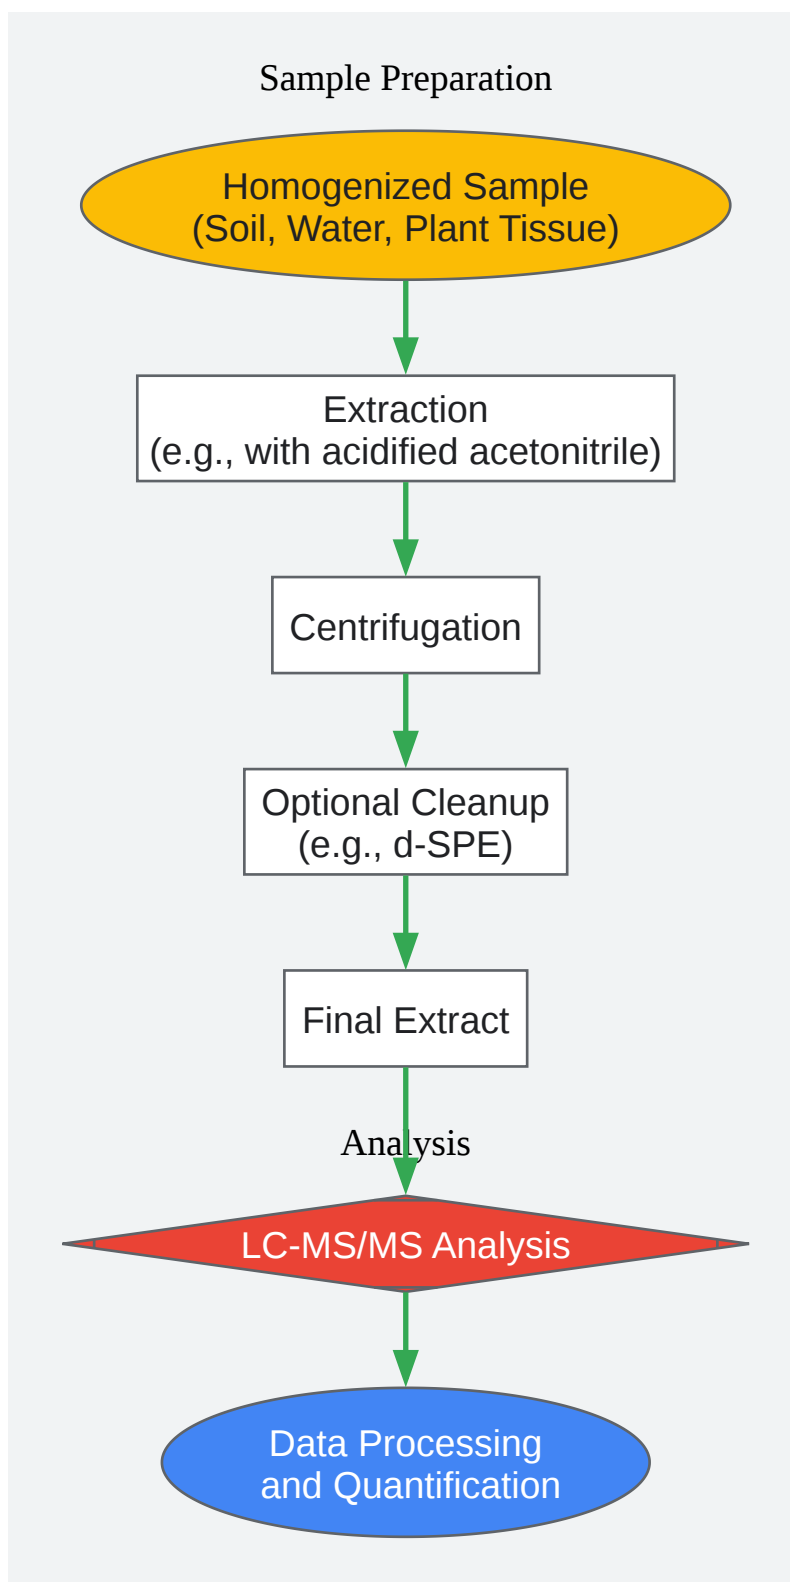 Sample Preparation
Homogenized Sample
(Soil, Water, Plant Tissue)
Extraction
(e.g., with acidified acetonitrile)
Centrifugation
Optional Cleanup
(e.g., d-SPE)
Final Extract
Analysis
LC-MS/MS Analysis
Data Processing
and Quantification